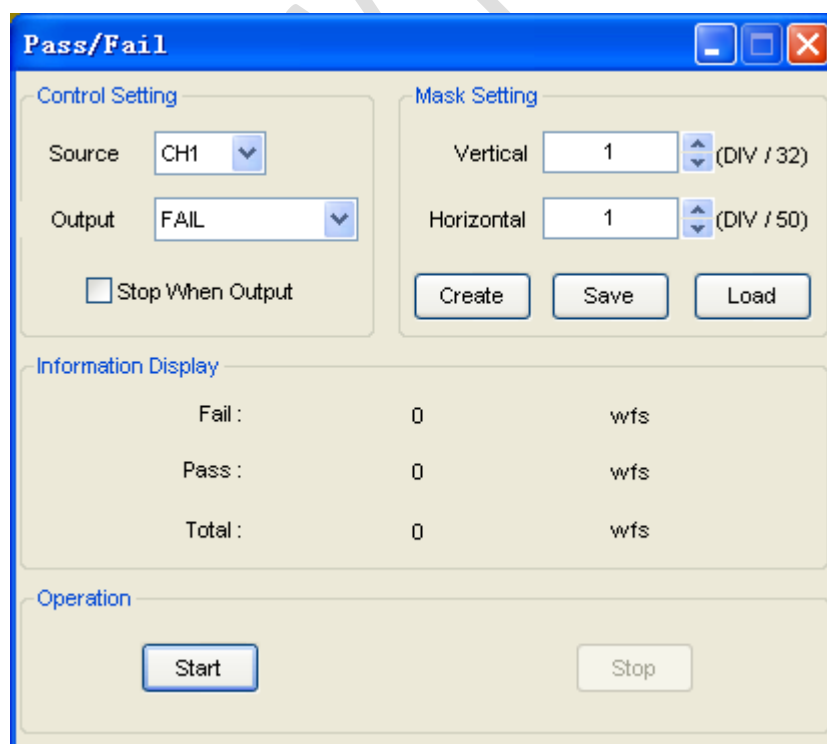 Pass/Fail
Control Setting
Source CH1
Output FAIL
Stop When Output
Mask Setting
Vertical 1 (DIV / 32)
Horizontal 1 (DIV / 50)
Create Save Load
Information Display
Fail : 0 wfs
Pass : 0 wfs
Total : 0 wfs
Operation
Start Stop